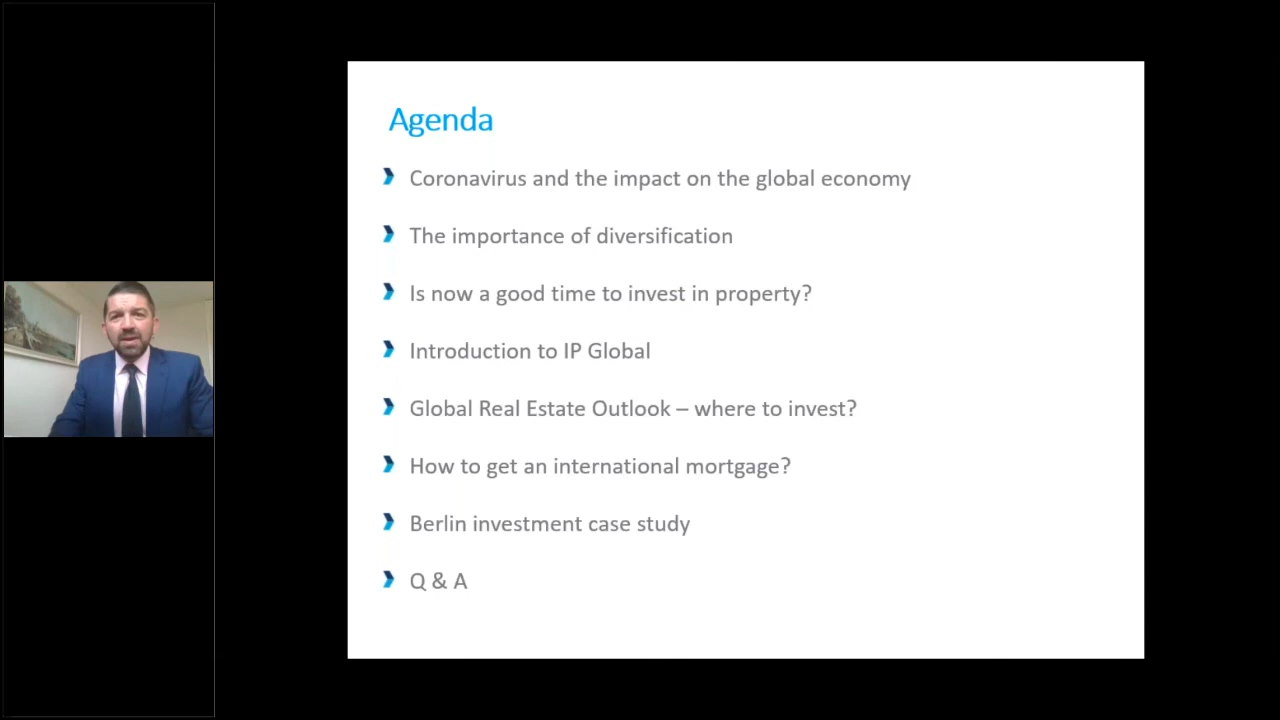 Agenda
Coronavirus and the impact on the global economy
The importance of diversification
Is now a good time to invest in property?
Introduction to IP Global
Global Real Estate Outlook – where to invest?
How to get an international mortgage?
Berlin investment case study
Q & A